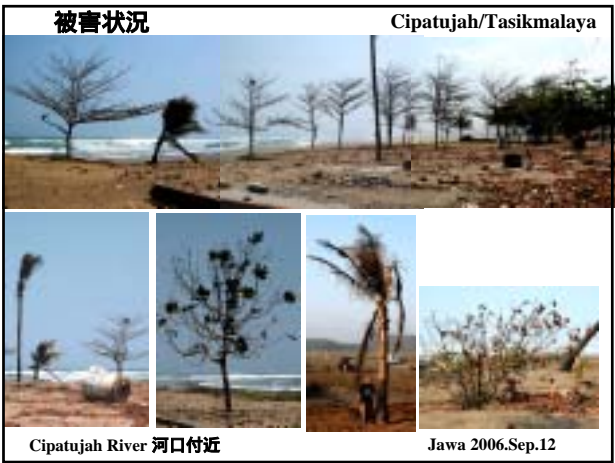 被害状況 Cipatujah/Tasikmalaya
Cipatujah River 河口付近 Jawa 2006.Sep.12